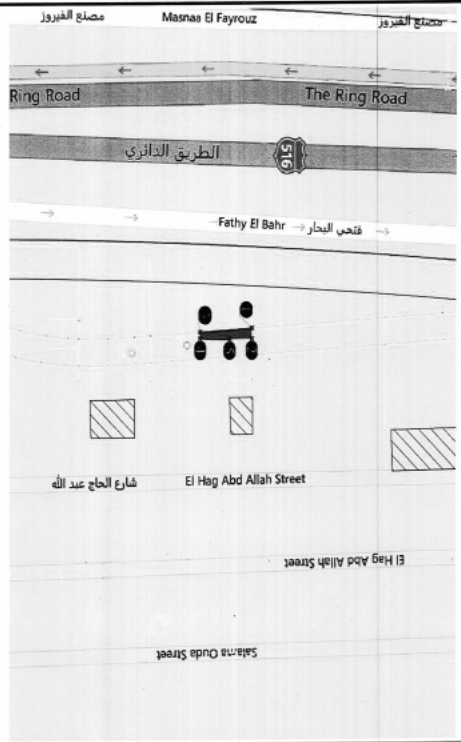 مصنع الفيروز Masnaa El Fayrouz مصنع الفيروز
Ring Road The Ring Road
الطريق الدائري 516
Fathy El Bahr فتحي البحار
شارع الحاج عبد الله El Hag Abd Allah Street
El Hag Abd Allah Street
Salama Ouda Street